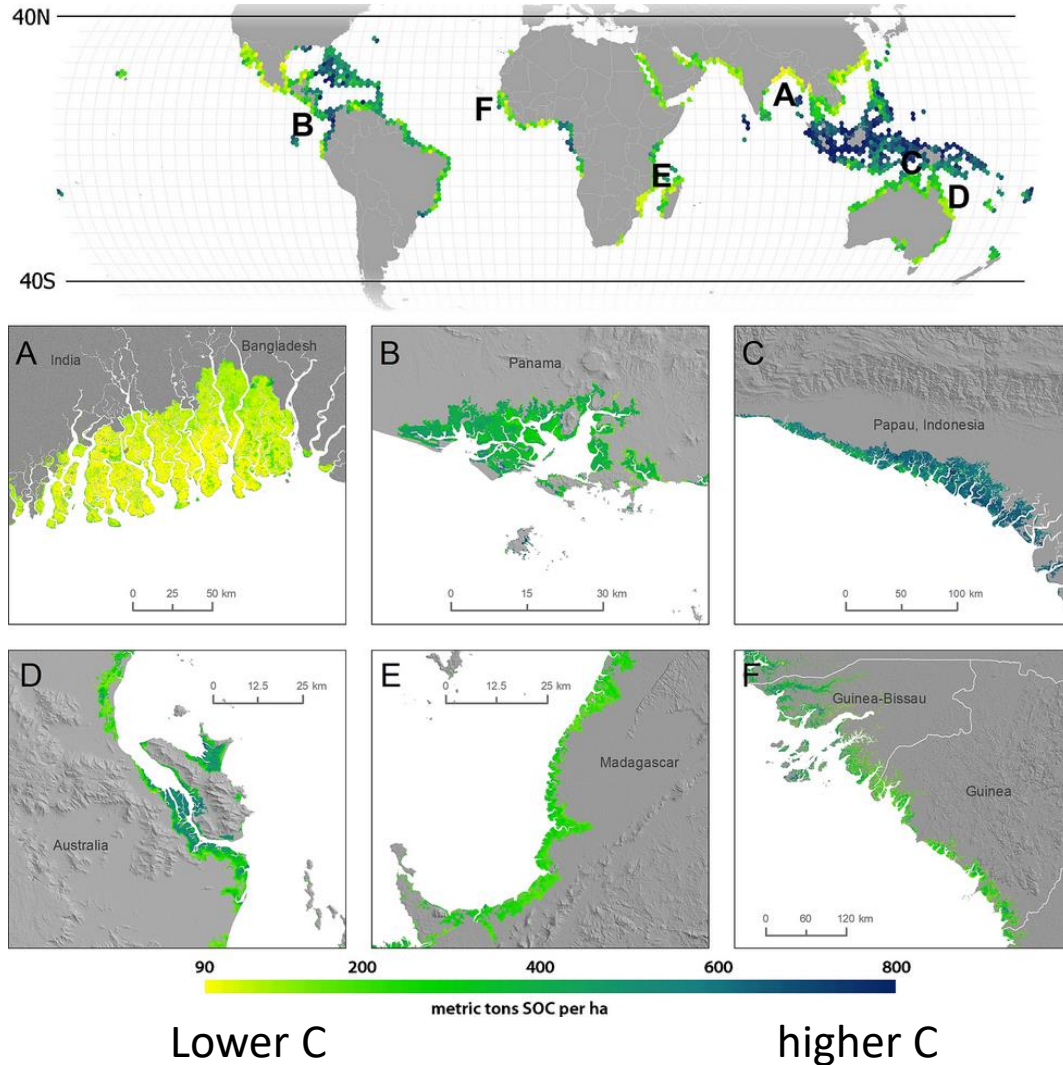 40N
A
F
B
E
C
D
40S
A
India
Bangladesh
0 25 50 km
B
Panama
0 15 30 km
C
Papau, Indonesia
0 50 100 km
D
0 12.5 25 km
Australia
E
0 12.5 25 km
Madagascar
F
Guinea-Bissau
Guinea
0 60 120 km
90 200 400 600 800
metric tons SOC per ha
Lower C higher C